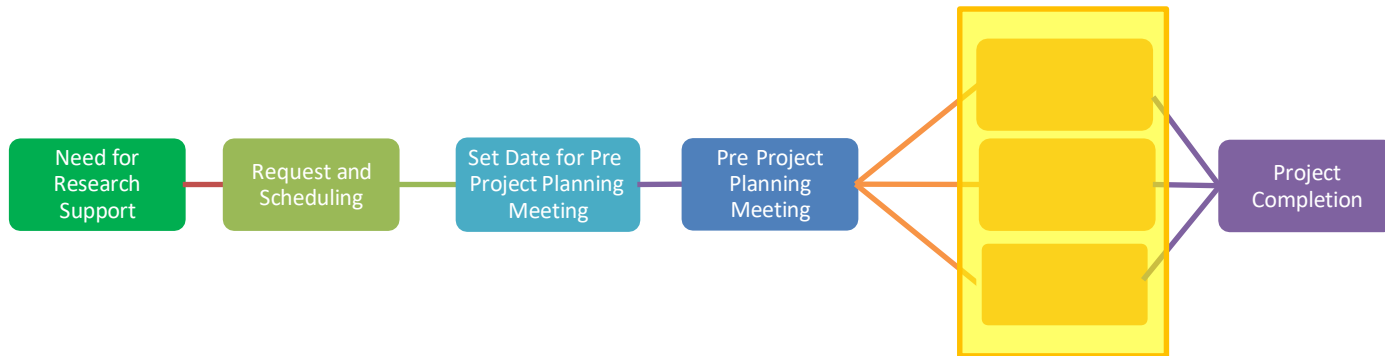 Need for
Research
Support
Request and
Scheduling
Set Date for Pre
Project Planning
Meeting
Pre Project
Planning
Meeting
Project
Completion